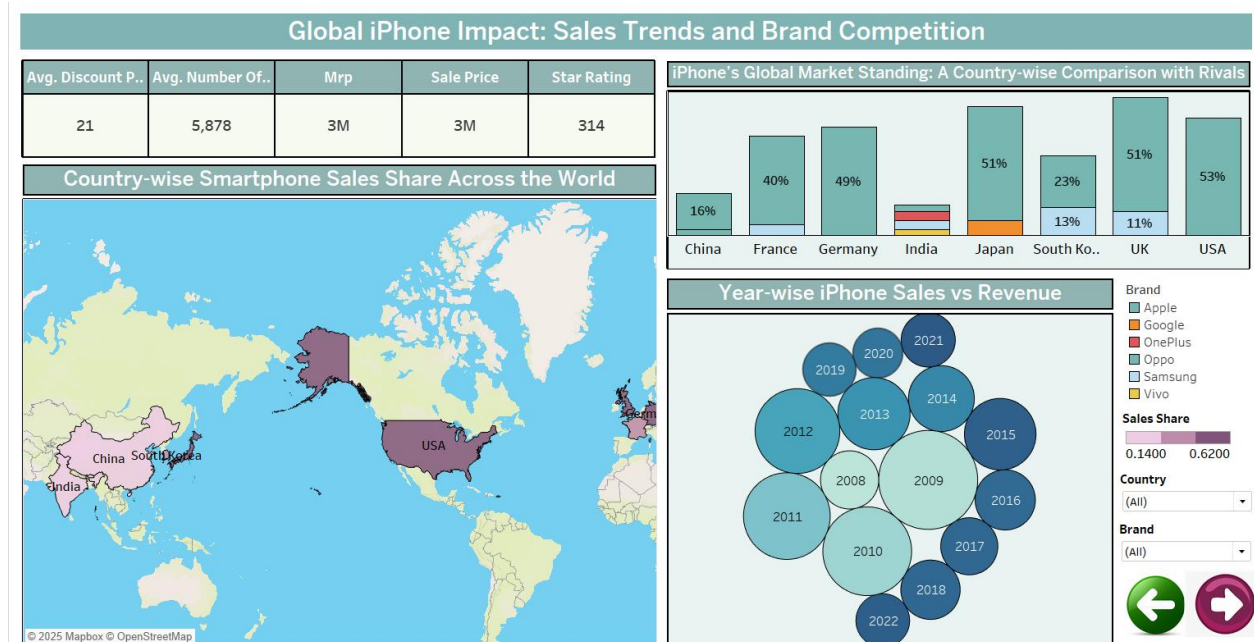 Global iPhone Impact: Sales Trends and Brand Competition
Avg. Discount P.. Avg. Number Of.. Mrp Sale Price Star Rating
21 5,878 3M 3M 314
Country-wise Smartphone Sales Share Across the World
China South Korea
India
USA
Germ
© 2025 Mapbox © OpenStreetMap
iPhone's Global Market Standing: A Country-wise Comparison with Rivals
16% 40% 49% 51% 23% 13% 51% 11% 53%
China France Germany India Japan South Ko.. UK USA
Year-wise iPhone Sales vs Revenue
2021
2020
2019
2014
2013
2012
2015
2008
2009
2016
2011
2010
2017
2018
2022
Brand
Apple
Google
OnePlus
Oppo
Samsung
Vivo
Sales Share
0.1400 0.6200
Country
(All)
Brand
(All)